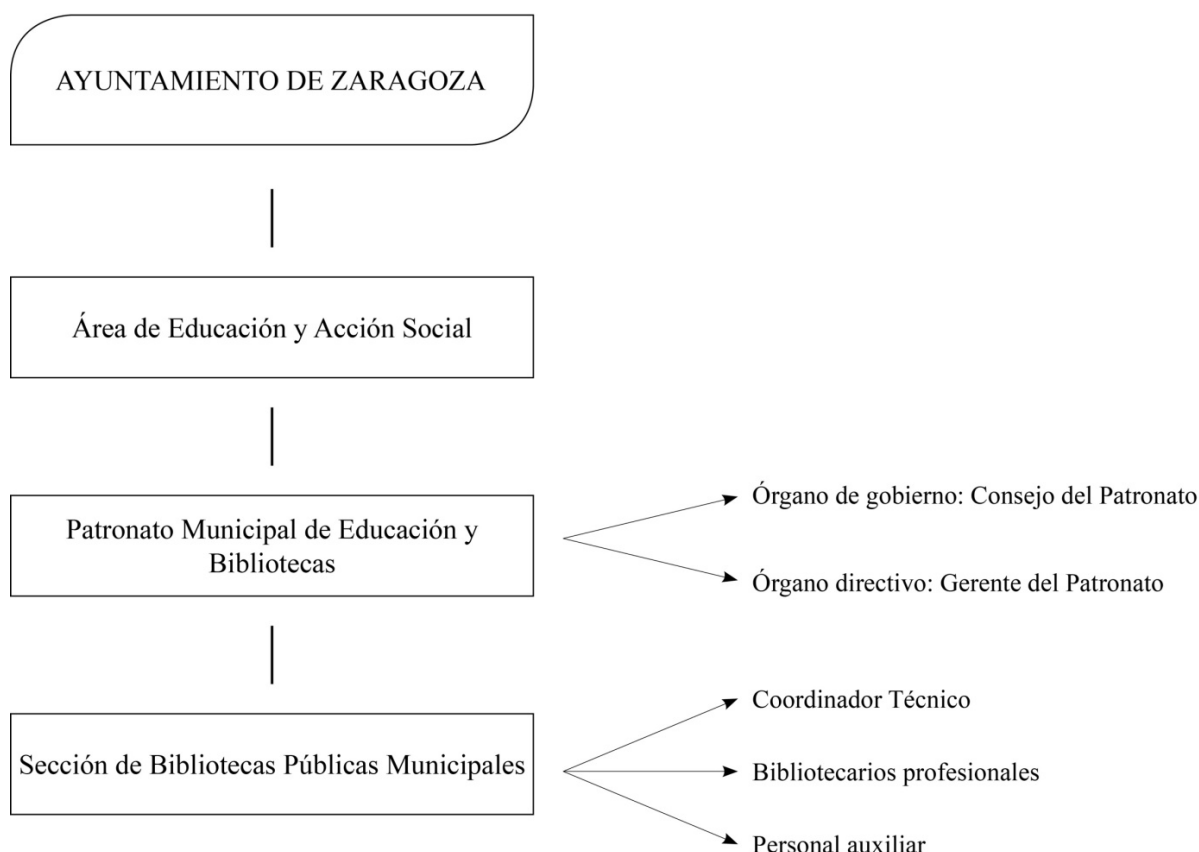 AYUNTAMIENTO DE ZARAGOZA
Área de Educación y Acción Social
Patronato Municipal de Educación y
Bibliotecas
Órgano de gobierno: Consejo del Patronato
Órgano directivo: Gerente del Patronato
Sección de Bibliotecas Públicas Municipales
Coordinador Técnico
Bibliotecarios profesionales
Personal auxiliar